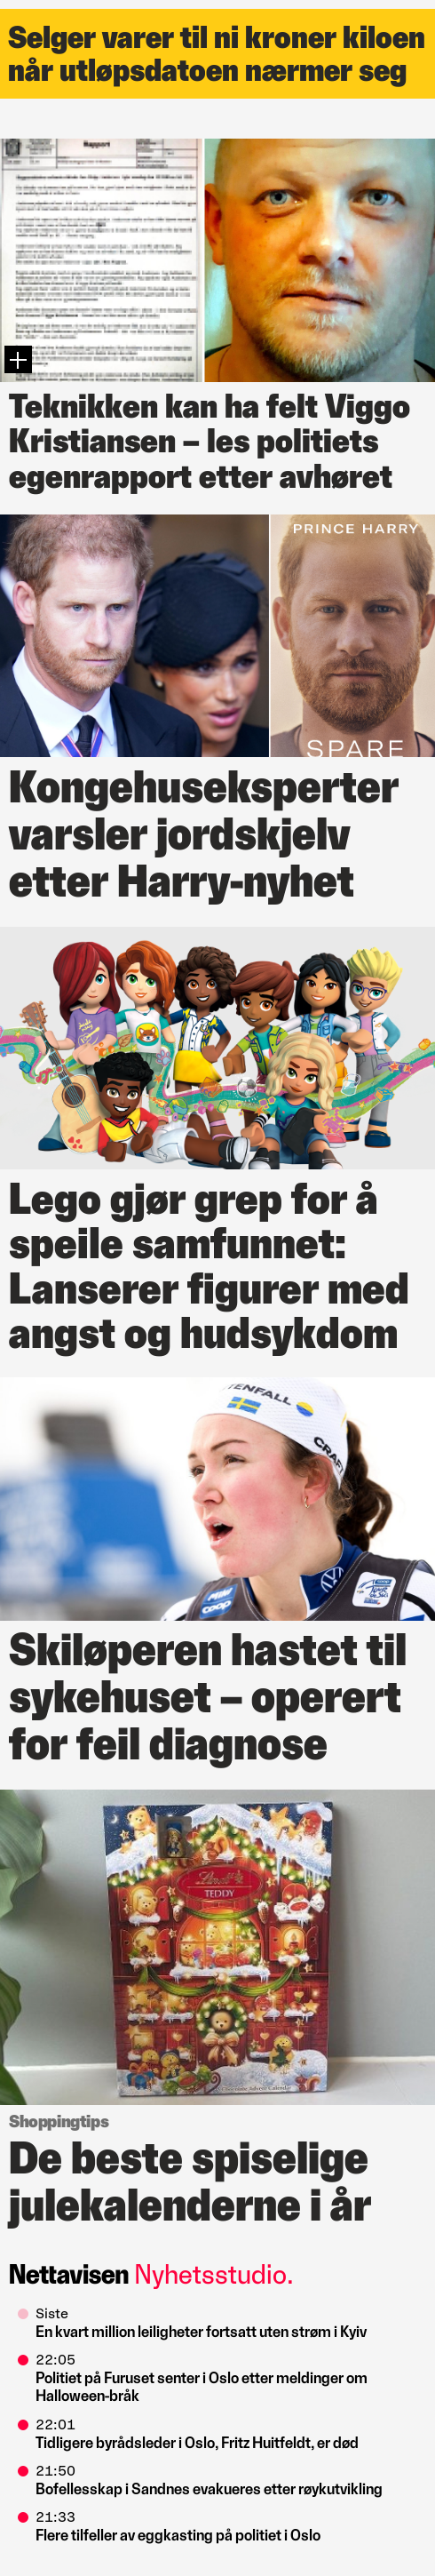 Selger varer til ni kroner kiloen
når utløpsdatoen nærmer seg
Rapport
Teknikken kan ha felt Viggo
Kristiansen – les politiets
egenrapport etter avhøret
PRINCE HARRY
SPARE
Kongehuseksperter
varsler jordskjelv
etter Harry-nyhet
Lego gjør grep for å
speile samfunnet:
Lanserer figurer med
angst og hudsykdom
TENFALL
CRAFT
coop
Skiløperen hastet til
sykehuset – operert
for feil diagnose
Lindt
TEDDY
Shoppingtips
De beste spiselige
julekalenderne i år
Nettavisen Nyhetsstudio.
Siste
En kvart million leiligheter fortsatt uten strøm i Kyiv
22:05
Politiet på Furuset senter i Oslo etter meldinger om
Halloween-bråk
22:01
Tidligere byrådsleder i Oslo, Fritz Huitfeldt, er død
21:50
Bofellesskap i Sandnes evakueres etter røykutvikling
21:33
Flere tilfeller av eggkasting på politiet i Oslo